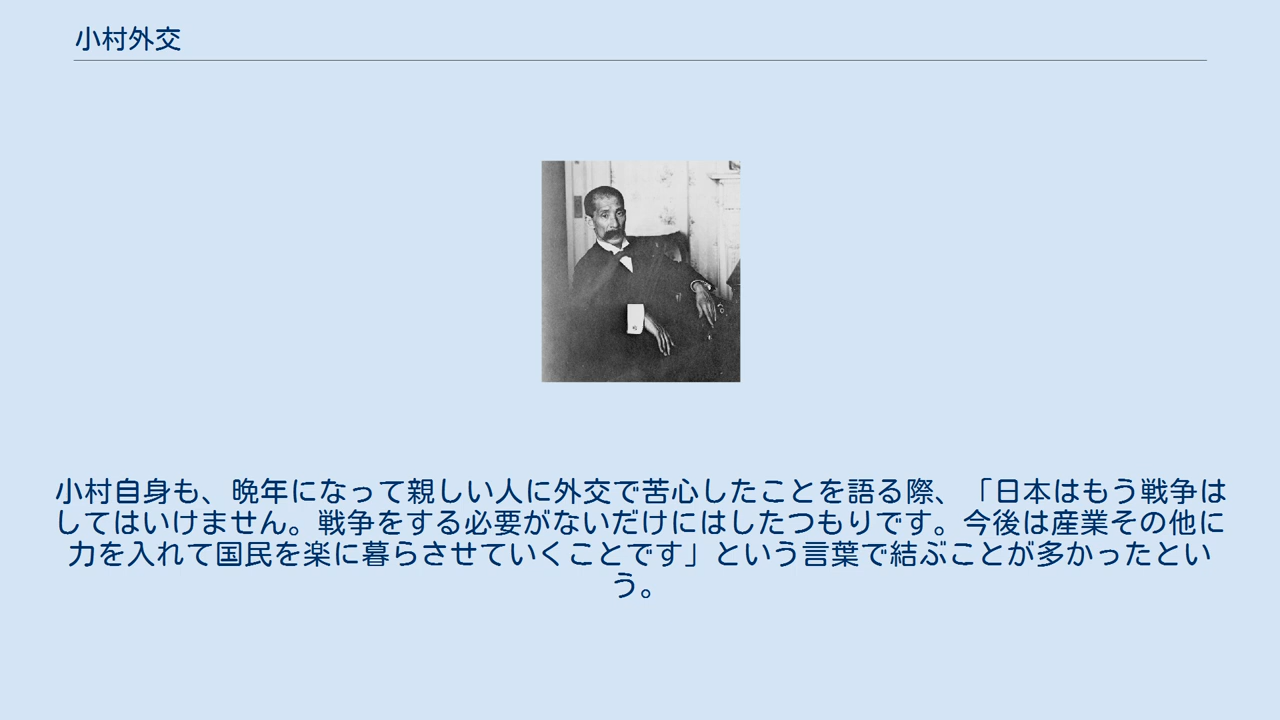 小村外交
小村自身も、晩年になって親しい人に外交で苦心したことを語る際、「日本はもう戦争は
してはいけません。戦争をする必要がないだけにはしたつもりです。今後は産業その他に
力を入れて国民を楽に暮らさせていくことです」という言葉で結ぶことが多かったとい
う。